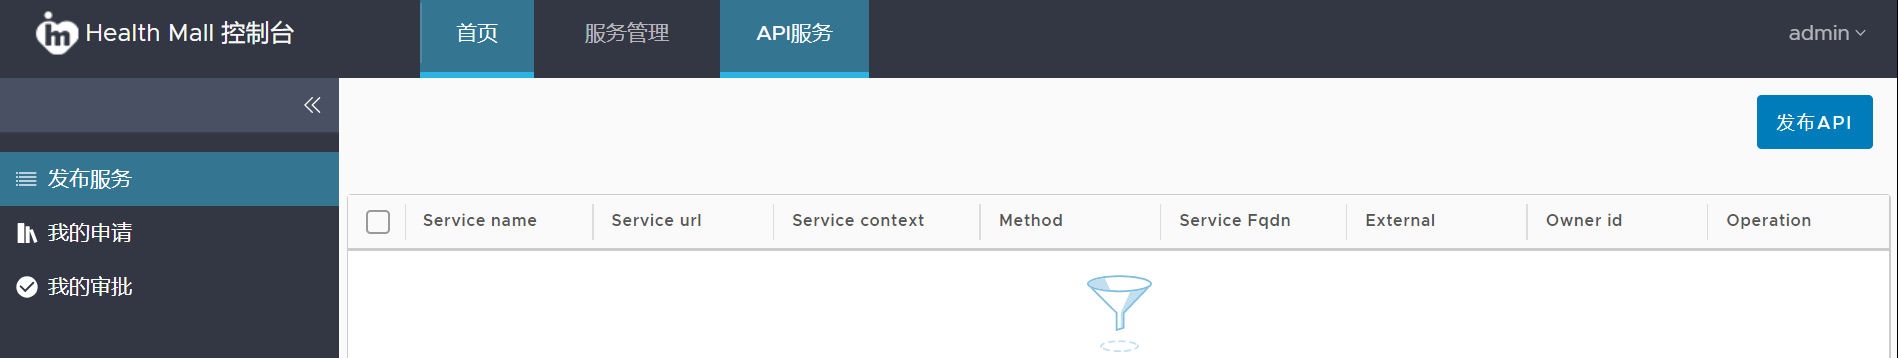 Health Mall 控制台
首页
服务管理
API服务
admin
发布服务
我的申请
我的审批
发布API
Service name
Service url
Service context
Method
Service Fqdn
External
Owner id
Operation